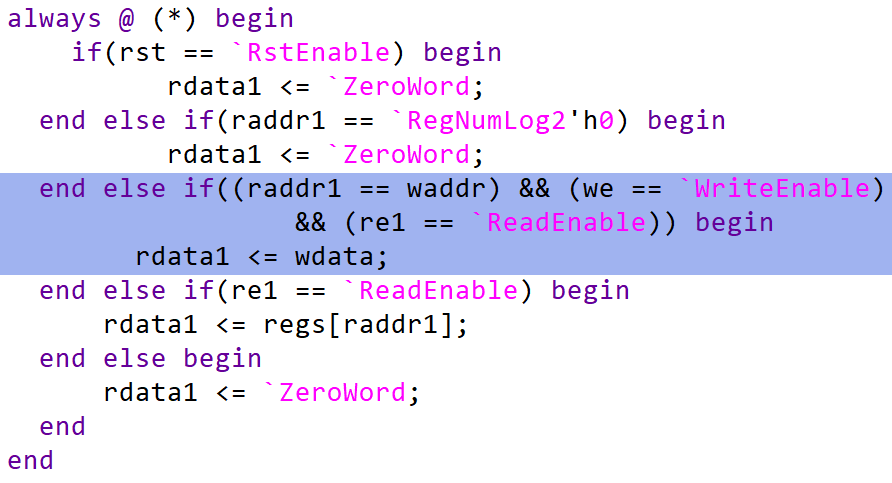 always @ (*) begin
    if(rst == `RstEnable) begin
          rdata1 <= `ZeroWord;
  end else if(raddr1 == `RegNumLog2'h0) begin
          rdata1 <= `ZeroWord;
  end else if((raddr1 == waddr) && (we == `WriteEnable)
                  && (re1 == `ReadEnable)) begin
        rdata1 <= wdata;
  end else if(re1 == `ReadEnable) begin
      rdata1 <= regs[raddr1];
  end else begin
      rdata1 <= `ZeroWord;
  end
end